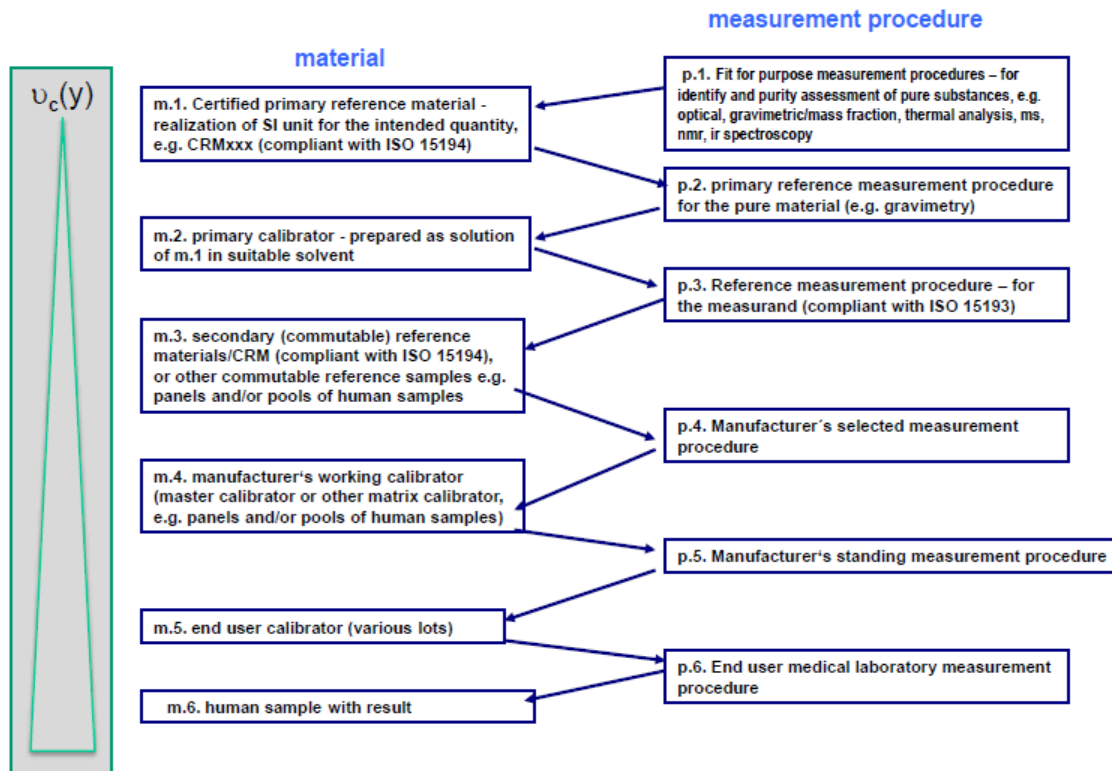 measurement procedure
material
υc(y)
m.1. Certified primary reference material -
realization of SI unit for the intended quantity,
e.g. CRMxxx (compliant with ISO 15194)
p.1. Fit for purpose measurement procedures – for
identify and purity assessment of pure substances, e.g.
optical, gravimetric/mass fraction, thermal analysis, ms,
nmr, ir spectroscopy
p.2. primary reference measurement procedure
for the pure material (e.g. gravimetry)
m.2. primary calibrator - prepared as solution
of m.1 in suitable solvent
p.3. Reference measurement procedure – for
the measurand (compliant with ISO 15193)
m.3. secondary (commutable) reference
materials/CRM (compliant with ISO 15194),
or other commutable reference samples e.g.
panels and/or pools of human samples
p.4. Manufacturer´s selected measurement
procedure
m.4. manufacturer's working calibrator
(master calibrator or other matrix calibrator,
e.g. panels and/or pools of human samples)
p.5. Manufacturer‘s standing measurement procedure
m.5. end user calibrator (various lots)
p.6. End user medical laboratory measurement
procedure
m.6. human sample with result